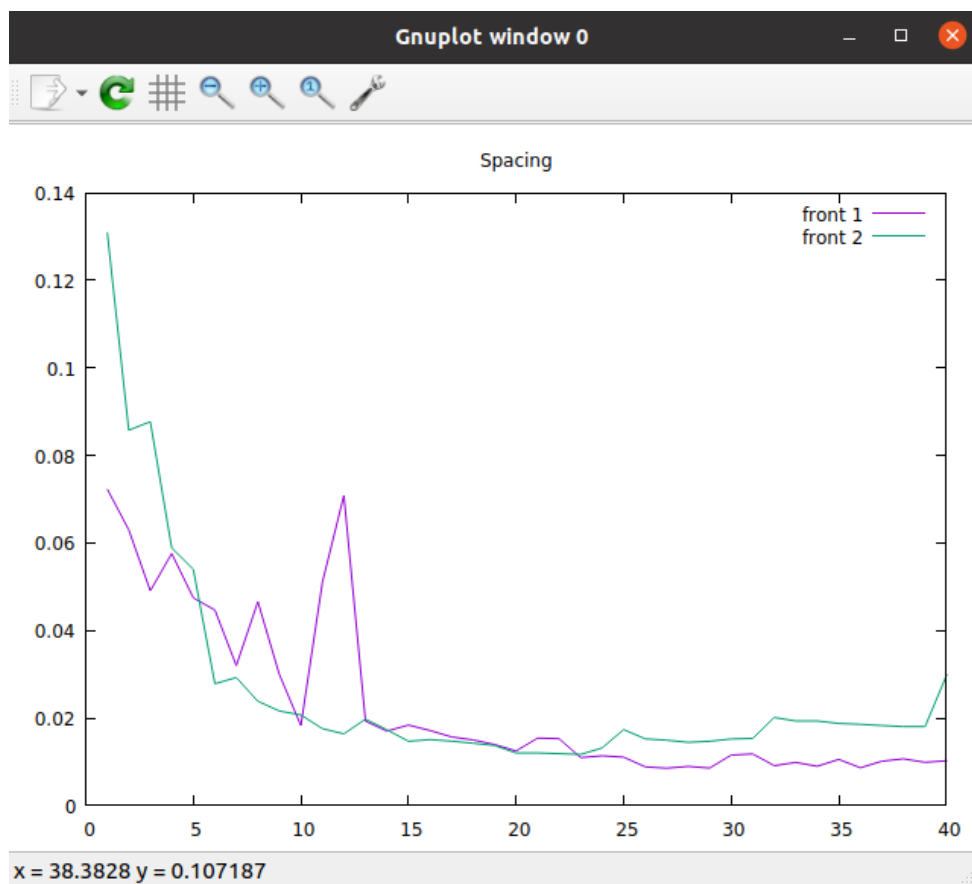 Gnuplot window 0
1
Spacing
0.14
0.12
0.1
0.08
0.06
0.04
0.02
0
front 1
front 2
0 5 10 15 20 25 30 35 40
x = 38.3828 y = 0.107187